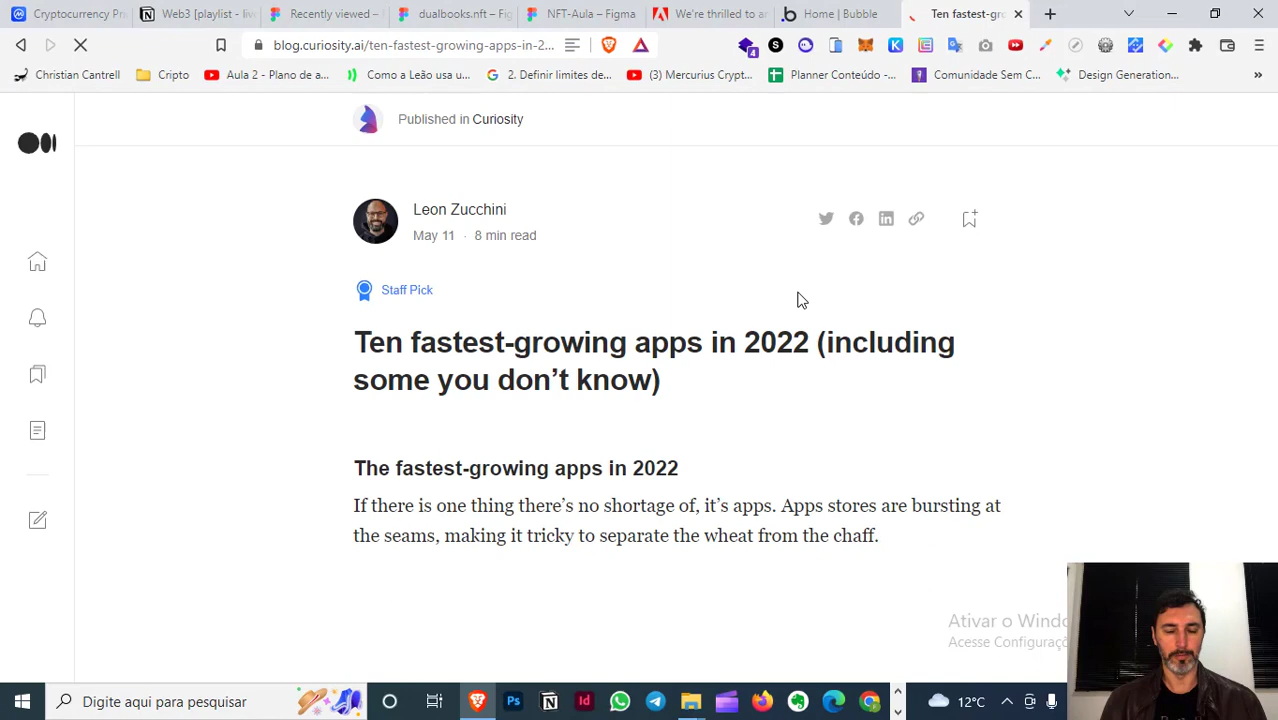 Cryptocurrency Pri
Web3 [playlist - live
Recently viewed –
dualbooks.nft – Fig
NFT-Aula – Figma
We're thrilled to an
Home | Bubble
Ten fastest-gro
blog.curiosity.ai/ten-fastest-growing-apps-in-2...
4
Christian Cantrell
Cripto
Aula 2 - Plano de a...
Como a Leão usa u...
2. Definir limites de...
(3) Mercurius Crypt...
Planner Conteúdo -...
Comunidade Sem C...
Design Generation...
»
Published in Curiosity
Leon Zucchini
May 11 · 8 min read
Staff Pick
Ten fastest-growing apps in 2022 (including
some you don't know)
The fastest-growing apps in 2022
If there is one thing there's no shortage of, it's apps. Apps stores are bursting at
the seams, making it tricky to separate the wheat from the chaff.
Ativar o Windo
Acesse Configuraçõ
Digite aqui para pesquisar
12°C